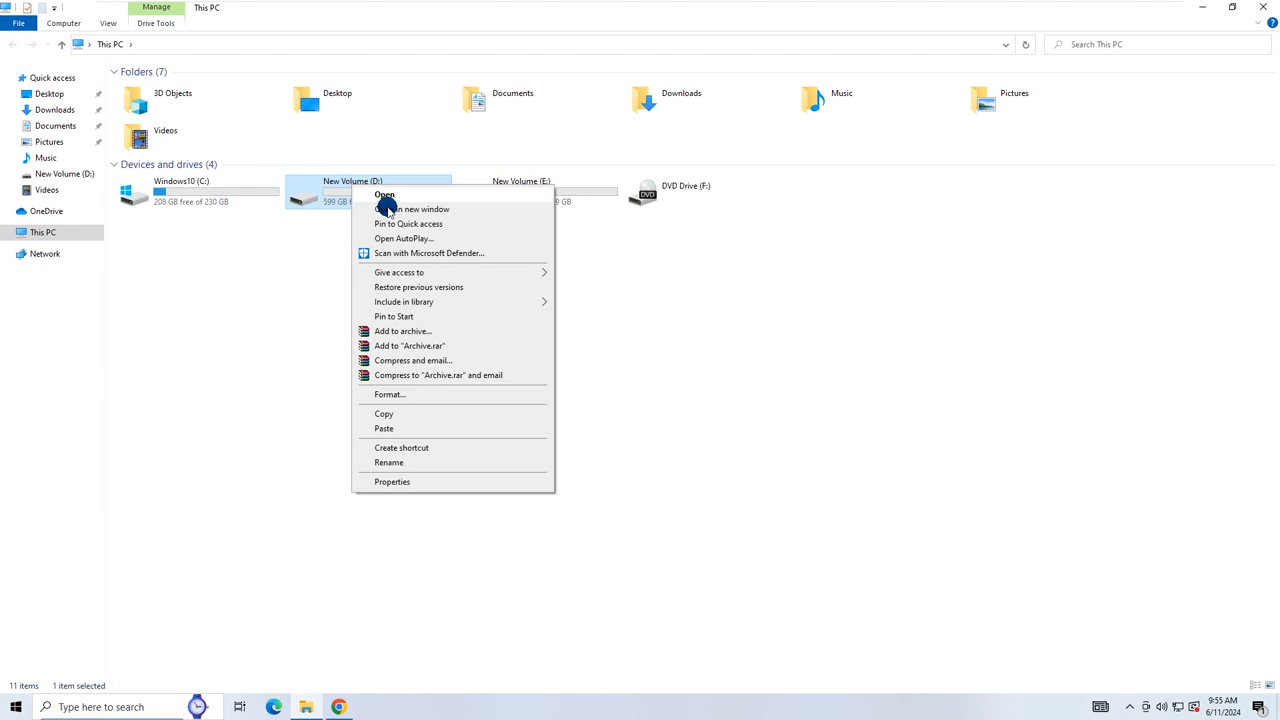 Manage
This PC
File
Computer
View
Drive Tools
This PC
Search This PC
Quick access
Desktop
Downloads
Documents
Pictures
Music
New Volume (D:)
Videos
OneDrive
This PC
Network
Folders (7)
3D Objects
Desktop
Documents
Downloads
Music
Pictures
Videos
Devices and drives (4)
Windows10 (C:)
208 GB free of 230 GB
New Volume (D:)
599 GB
New Volume (E:)
GB
DVD Drive (F:)
DVD
Open
new window
Pin to Quick access
Open AutoPlay...
Scan with Microsoft Defender...
Give access to
Restore previous versions
Include in library
Pin to Start
Add to archive...
Add to "Archive.rar"
Compress and email...
Compress to "Archive.rar" and email
Format...
Copy
Paste
Create shortcut
Rename
Properties
11 items
1 item selected
Type here to search
9:55 AM
6/11/2024